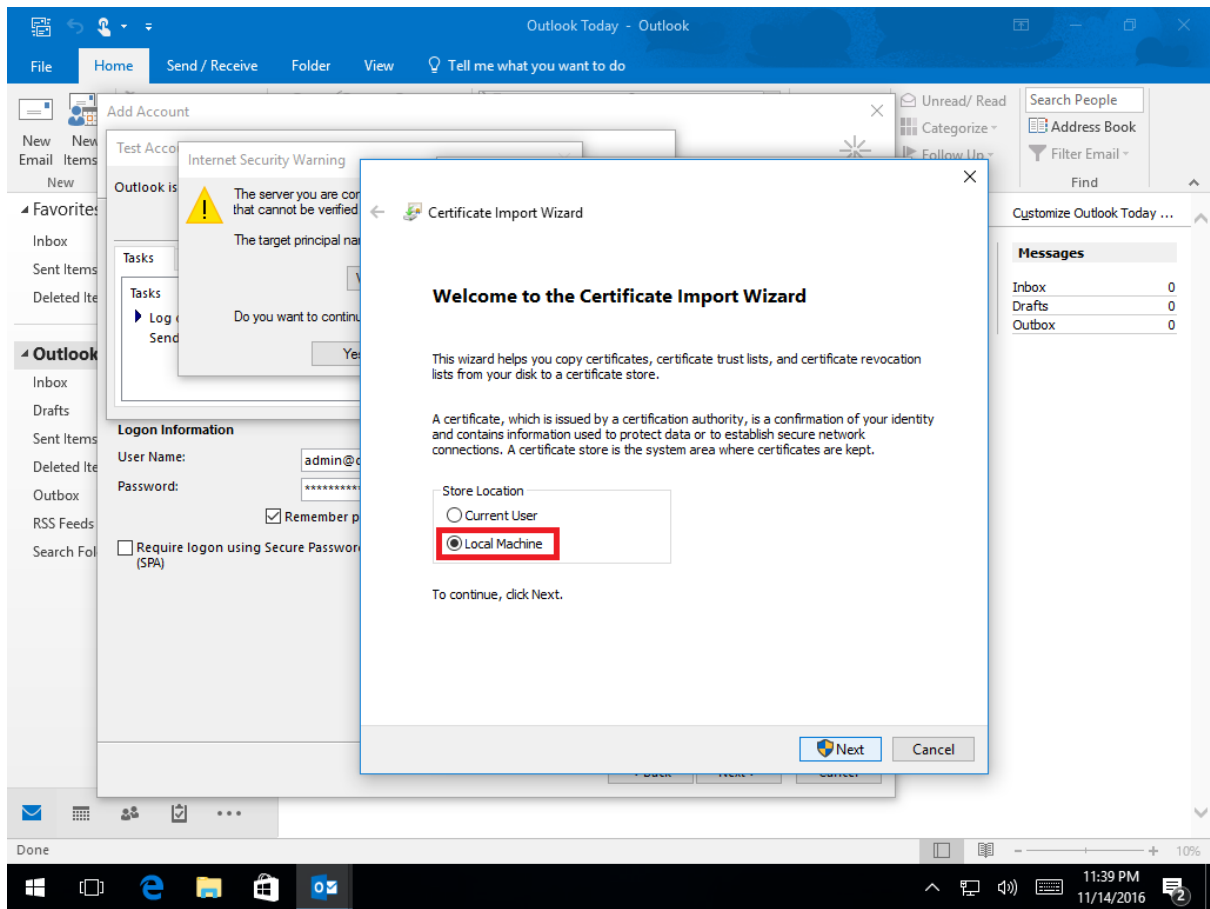 Outlook Today - Outlook
File
Home
Send / Receive
Folder
View
Tell me what you want to do
New
Email
New
Items
New
Unread/ Read
Categorize
Follow Up
Search People
Address Book
Filter Email
Find
Favorites
Inbox
Sent Items
Deleted Ite
Outlook
Inbox
Drafts
Sent Items
Deleted Ite
Outbox
RSS Feeds
Search Fol
Add Account
Test Acco
Outlook is
Tasks
Tasks
Log
Send
Internet Security Warning
The server you are con
that cannot be verified
The target principal nam
Do you want to continu
Yes
Logon Information
User Name:
admin@
Password:
***********
Remember p
Require logon using Secure Password
(SPA)
Certificate Import Wizard
Welcome to the Certificate Import Wizard
This wizard helps you copy certificates, certificate trust lists, and certificate revocation
lists from your disk to a certificate store.
A certificate, which is issued by a certification authority, is a confirmation of your identity
and contains information used to protect data or to establish secure network
connections. A certificate store is the system area where certificates are kept.
Store Location
Current User
Local Machine
To continue, click Next.
Next
Cancel
Customize Outlook Today ...
Messages
Inbox 0
Drafts 0
Outbox 0
Done
10%
11:39 PM
11/14/2016
2